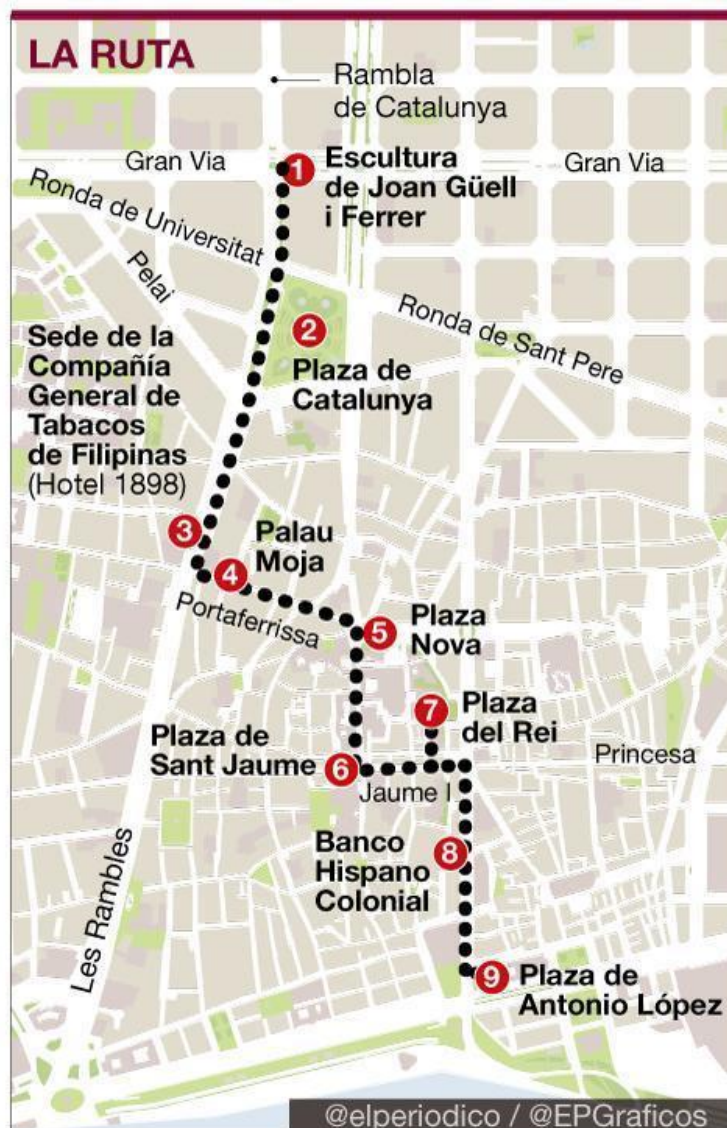 LA RUTA
Rambla
de Catalunya
Gran Via
1
Escultura
de Joan Güell
i Ferrer
Gran Via
Ronda de Universitat
Pelai
2
Plaza de
Catalunya
Ronda de Sant Pere
Sede de la
Compañía
General de
Tabacos
de Filipinas
(Hotel 1898)
3
Palau
Moja
4
Portaferrissa
5
Plaza
Nova
7
Plaza
del Rei
Plaza de
Sant Jaume
6
Princesa
Jaume I
Banco
Hispano
Colonial
8
Les Rambles
9
Plaza de
Antonio López
@elperiodico / @EPGraficos